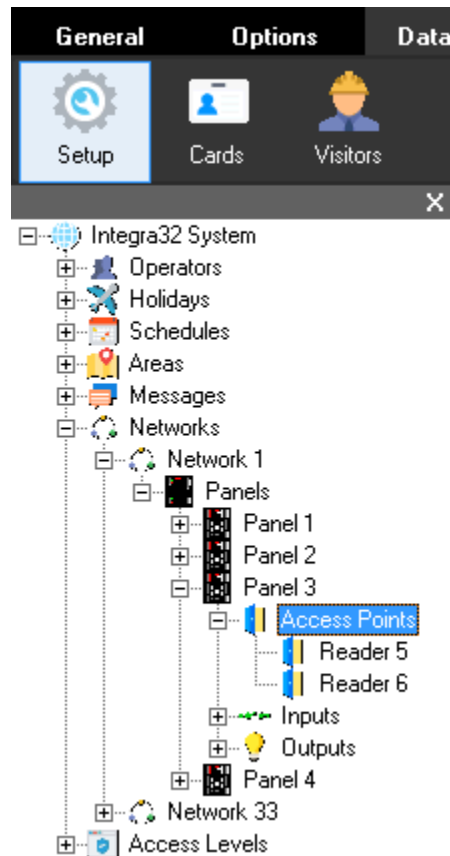 General Options Data
Setup Cards Visitors
X
Integra32 System
Operators
Holidays
Schedules
Areas
Messages
Networks
Network 1
Panels
Panel 1
Panel 2
Panel 3
Access Points
Reader 5
Reader 6
Inputs
Outputs
Panel 4
Network 33
Access Levels